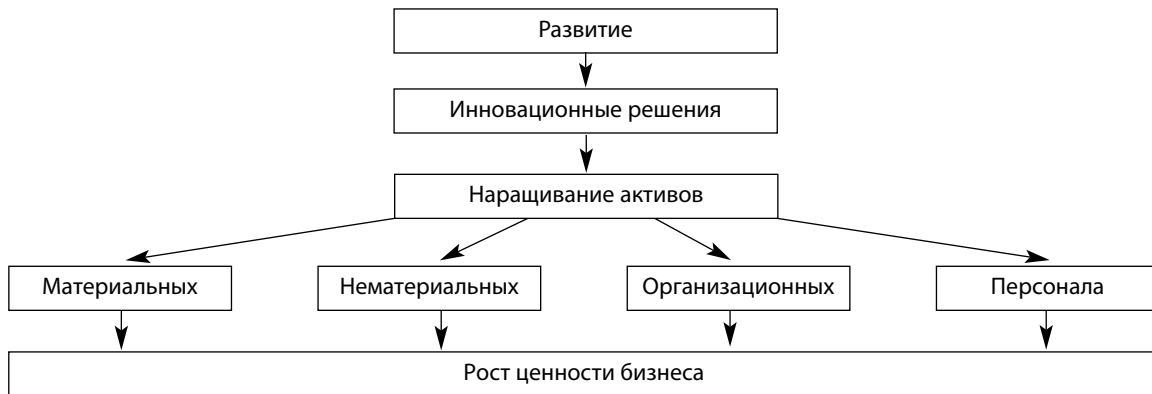 Развитие
Инновационные решения
Наращивание активов
Материальных
Нематериальных
Организационных
Персонала
Рост ценности бизнеса